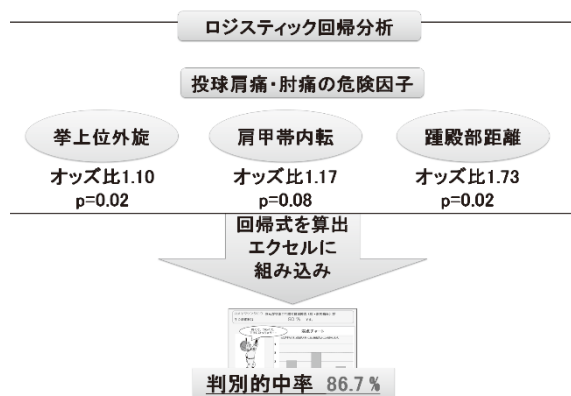 ロジスティック回帰分析
投球肩痛・肘痛の危険因子
挙上位外旋
肩甲帯内転
踵殿部距離
オッズ比1.10
p=0.02
オッズ比1.17
p=0.08
オッズ比1.73
p=0.02
回帰式を算出
エクセルに
組み込み
判別的中率 86.7%